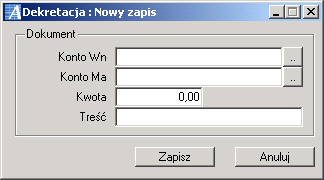 Dekretacja : Nowy zapis
Dokument
Konto Wn ..
Konto Ma ..
Kwota 0,00
Treść
Zapisz Anuluj